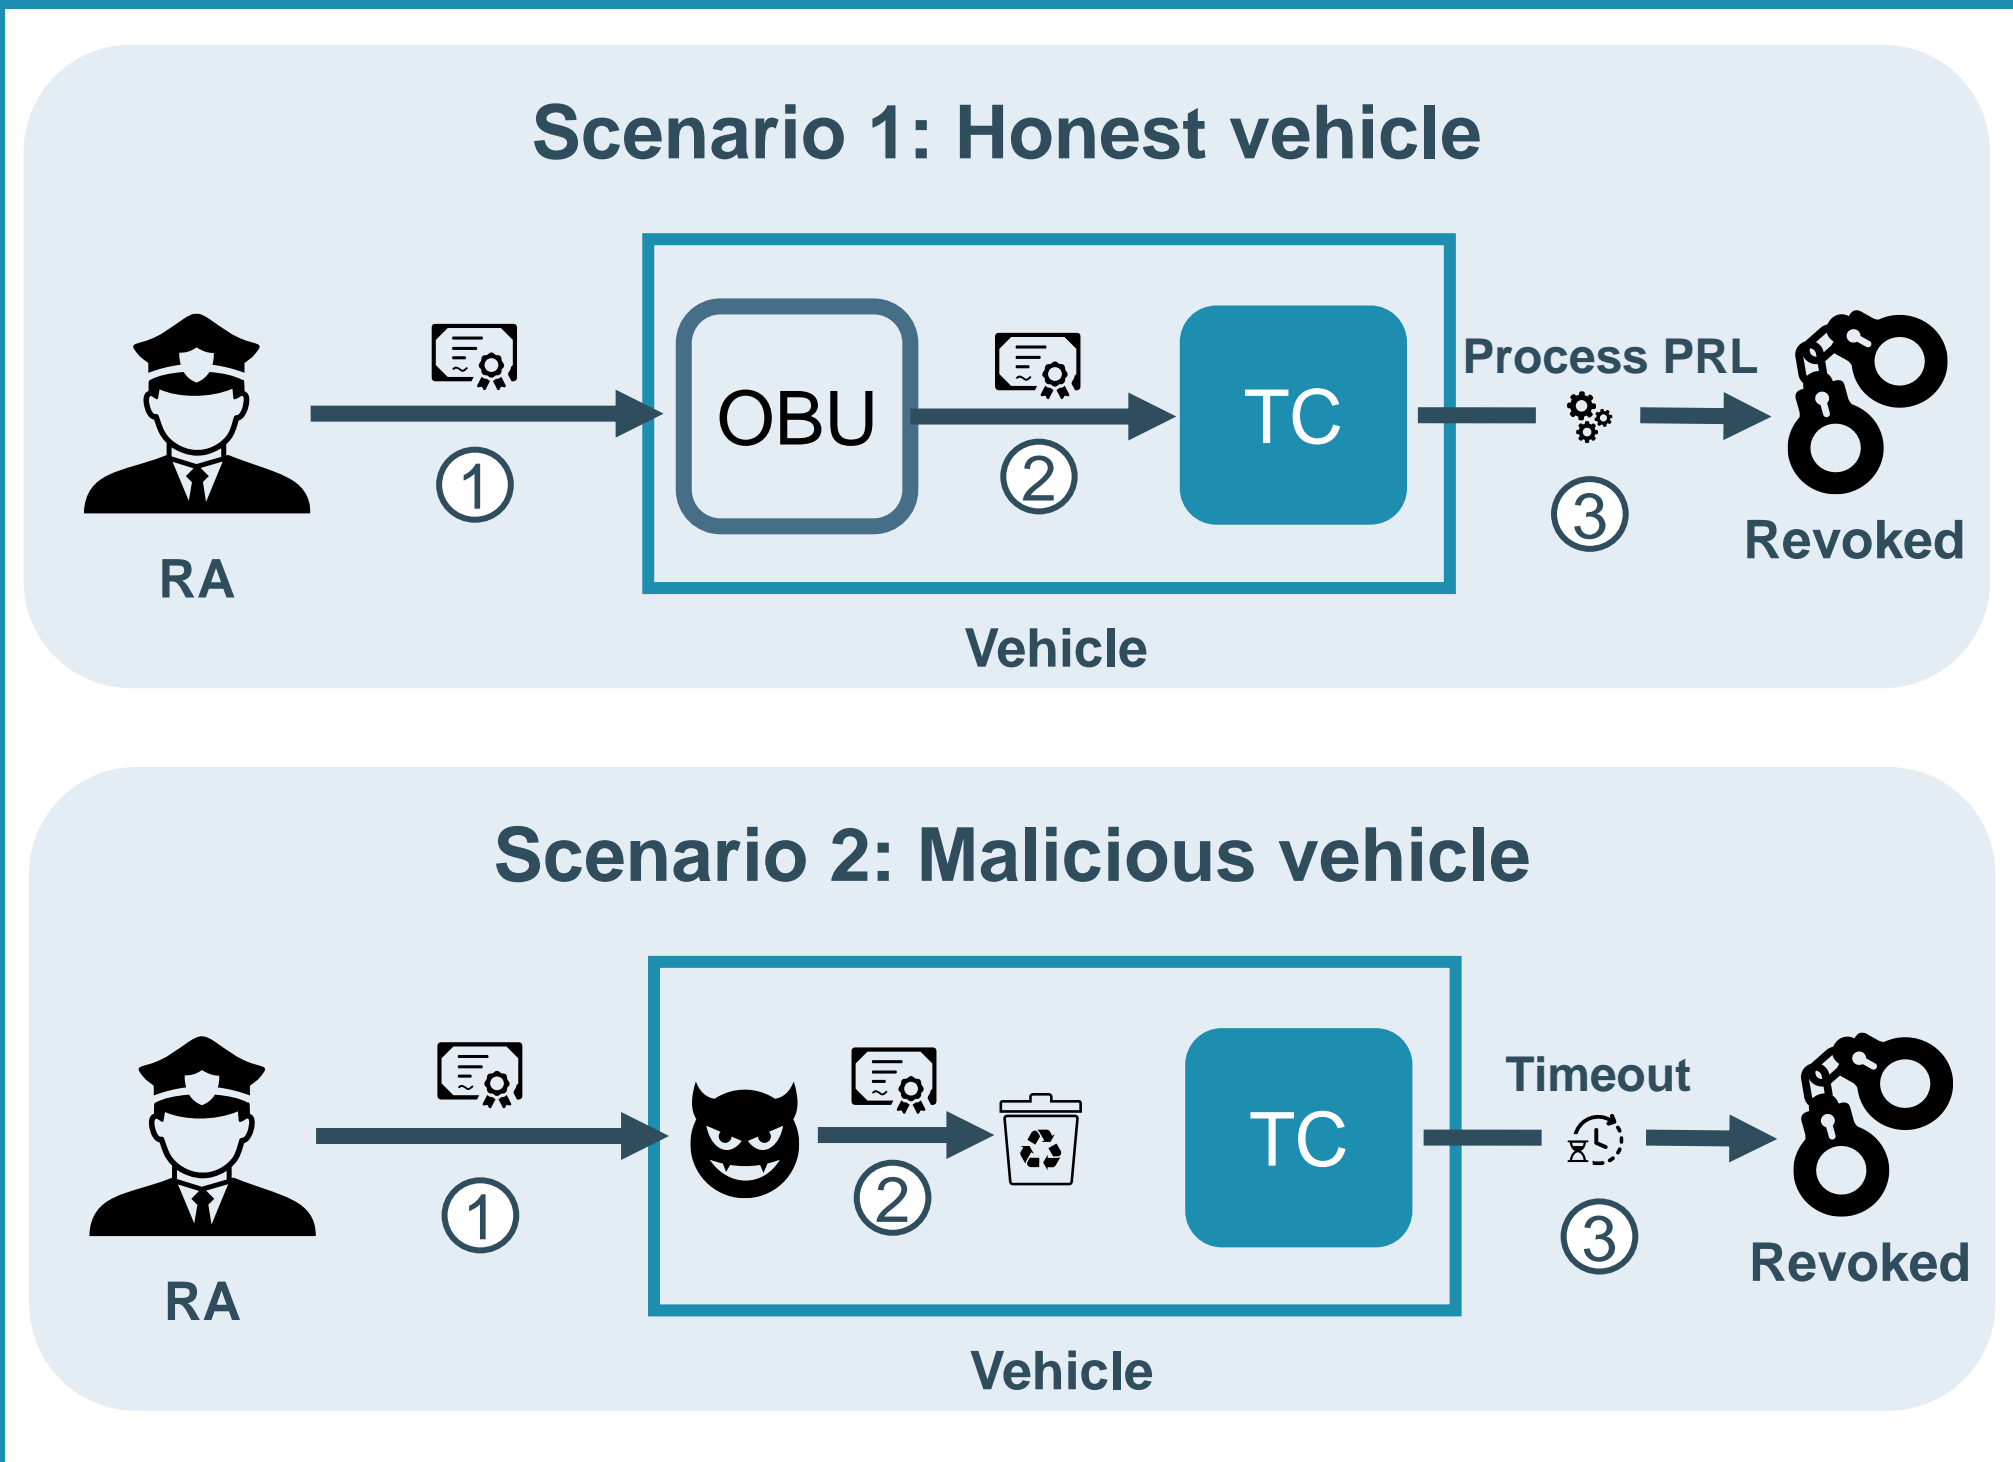 Scenario 1: Honest vehicle
RA
1
OBU
2
TC
Process PRL
3
Revoked
Vehicle
Scenario 2: Malicious vehicle
RA
1
2
TC
Timeout
3
Revoked
Vehicle